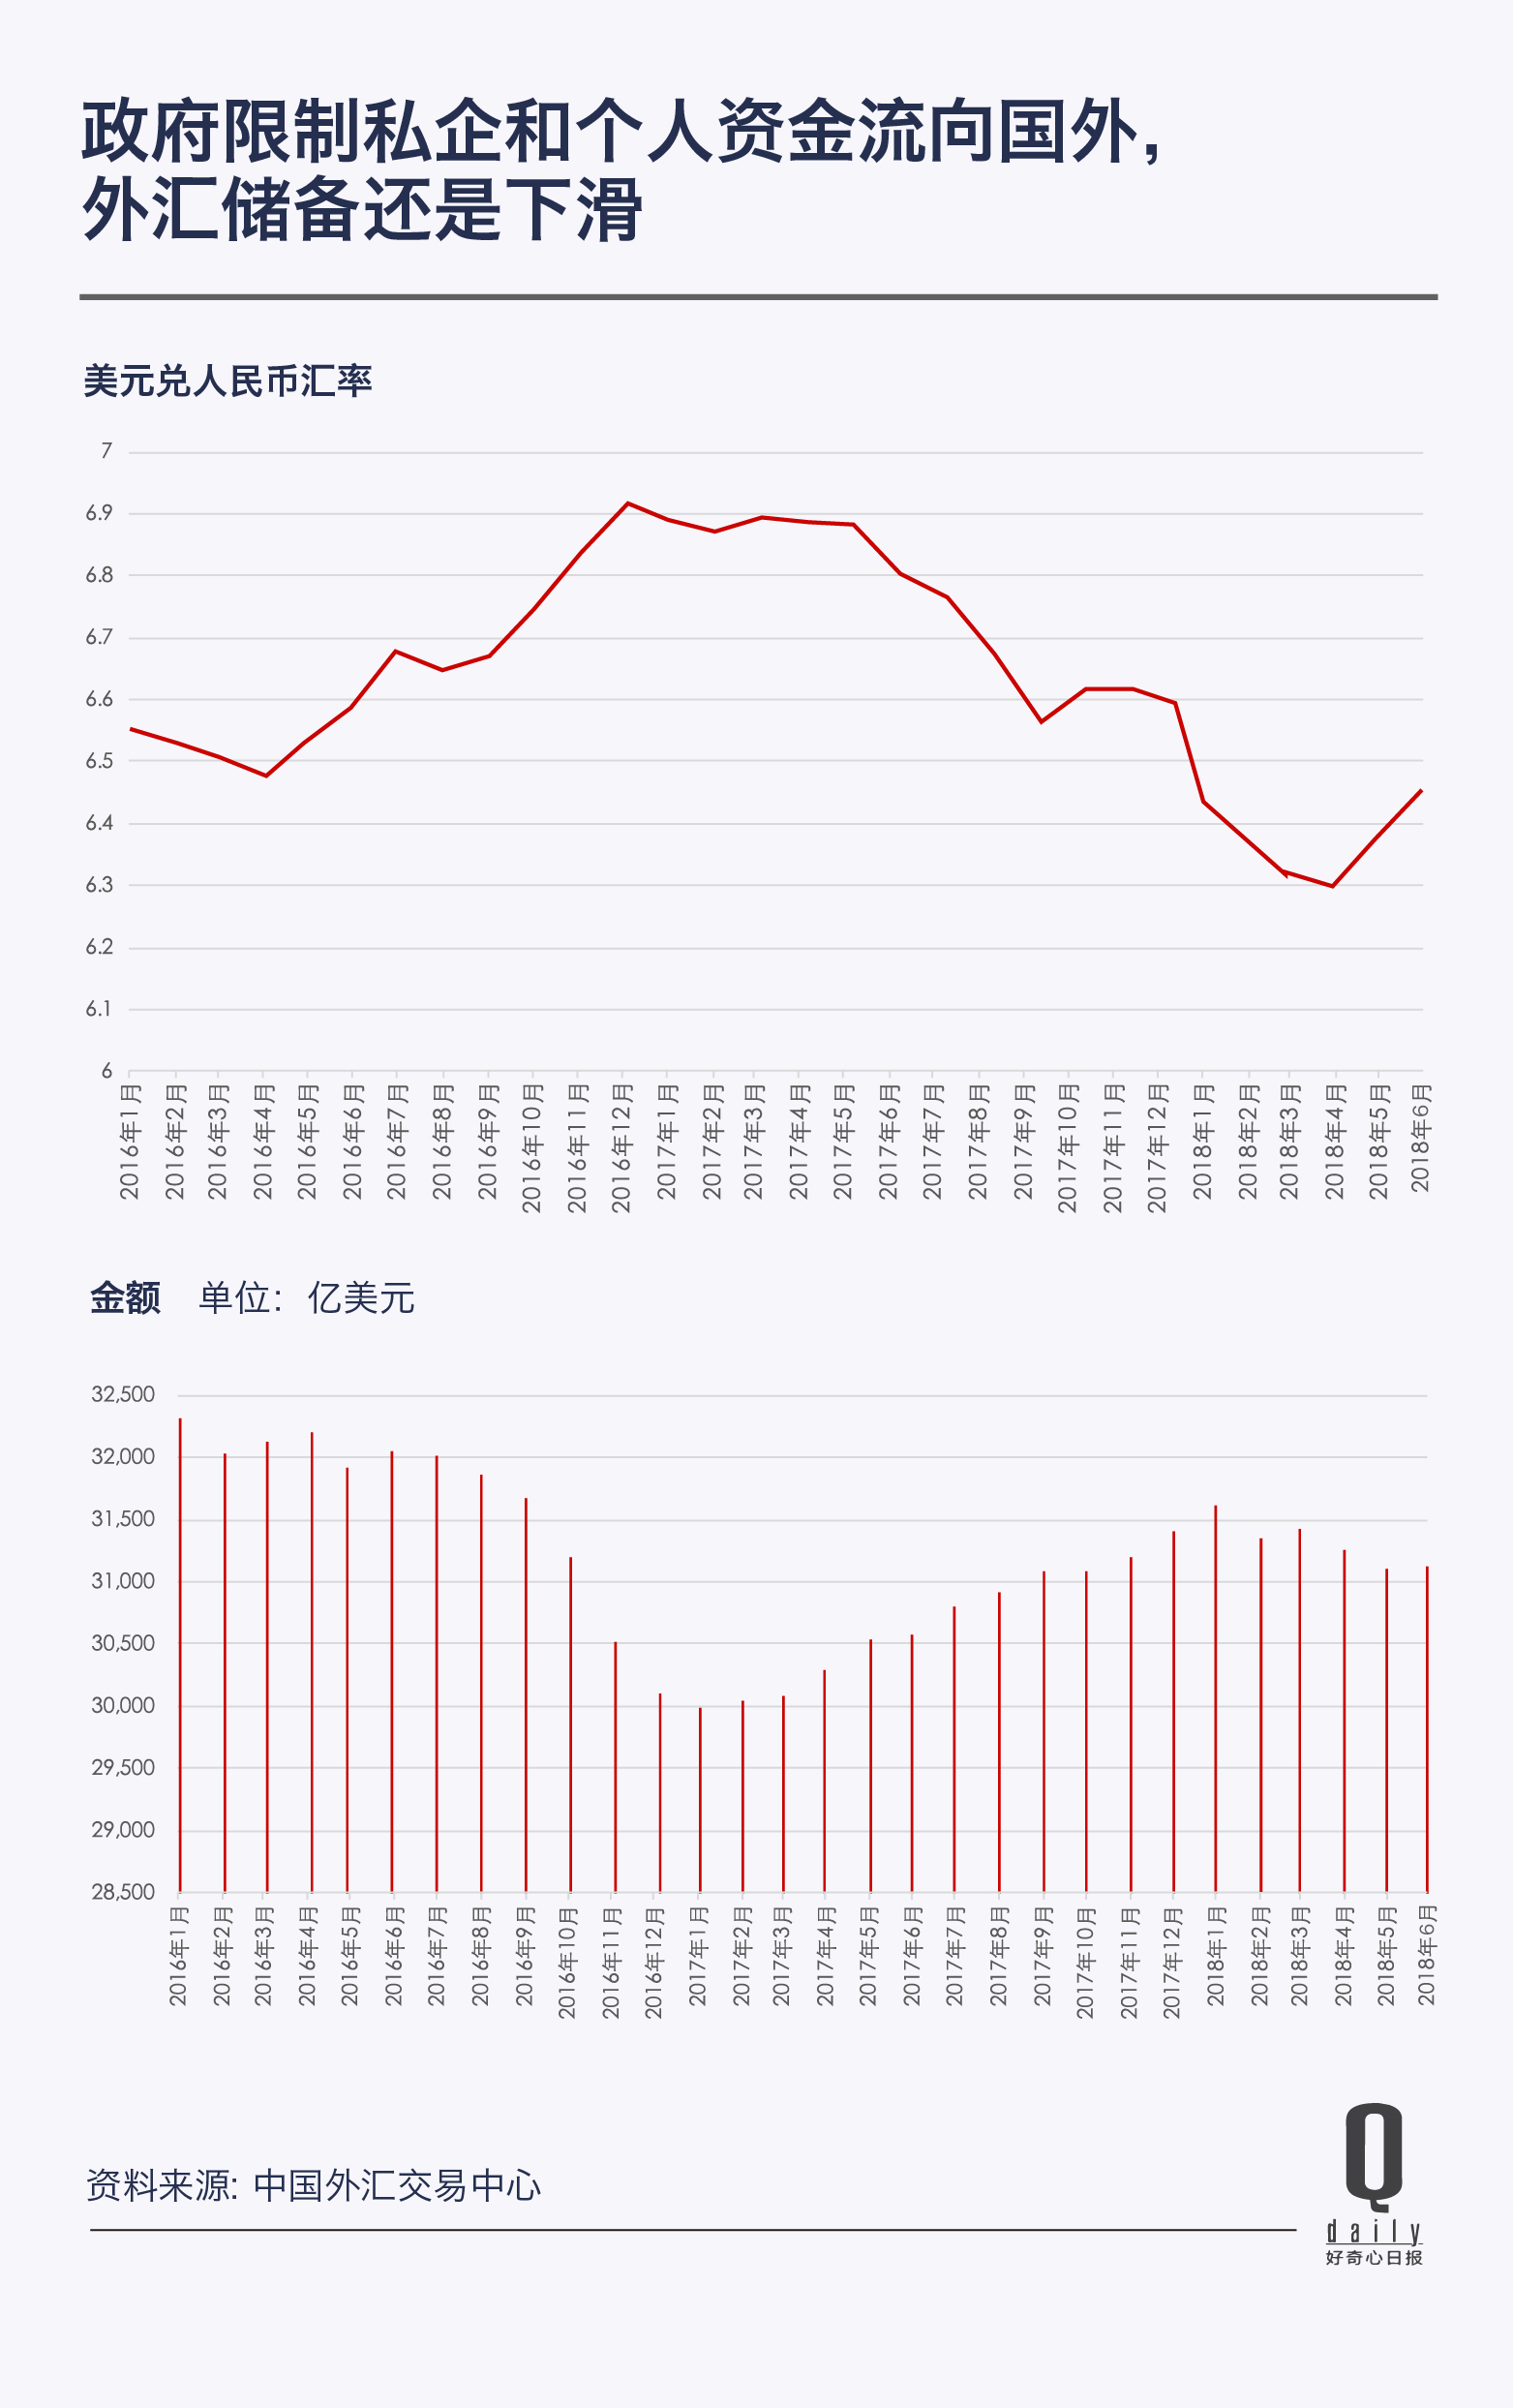 政府限制私企和个人资金流向国外,
外汇储备还是下滑
美元兑人民币汇率
7
6.9
6.8
6.7
6.6
6.5
6.4
6.3
6.2
6.1
6
2016年1月
2016年2月
2016年3月
2016年4月
2016年5月
2016年6月
2016年7月
2016年8月
2016年9月
2016年10月
2016年11月
2016年12月
2017年1月
2017年2月
2017年3月
2017年4月
2017年5月
2017年6月
2017年7月
2017年8月
2017年9月
2017年10月
2017年11月
2017年12月
2018年1月
2018年2月
2018年3月
2018年4月
2018年5月
2018年6月
金额 单位：亿美元
32,500
32,000
31,500
31,000
30,500
30,000
29,500
29,000
28,500
2016年1月
2016年2月
2016年3月
2016年4月
2016年5月
2016年6月
2016年7月
2016年8月
2016年9月
2016年10月
2016年11月
2016年12月
2017年1月
2017年2月
2017年3月
2017年4月
2017年5月
2017年6月
2017年7月
2017年8月
2017年9月
2017年10月
2017年11月
2017年12月
2018年1月
2018年2月
2018年3月
2018年4月
2018年5月
2018年6月
资料来源: 中国外汇交易中心
Q
daily
好奇心日报